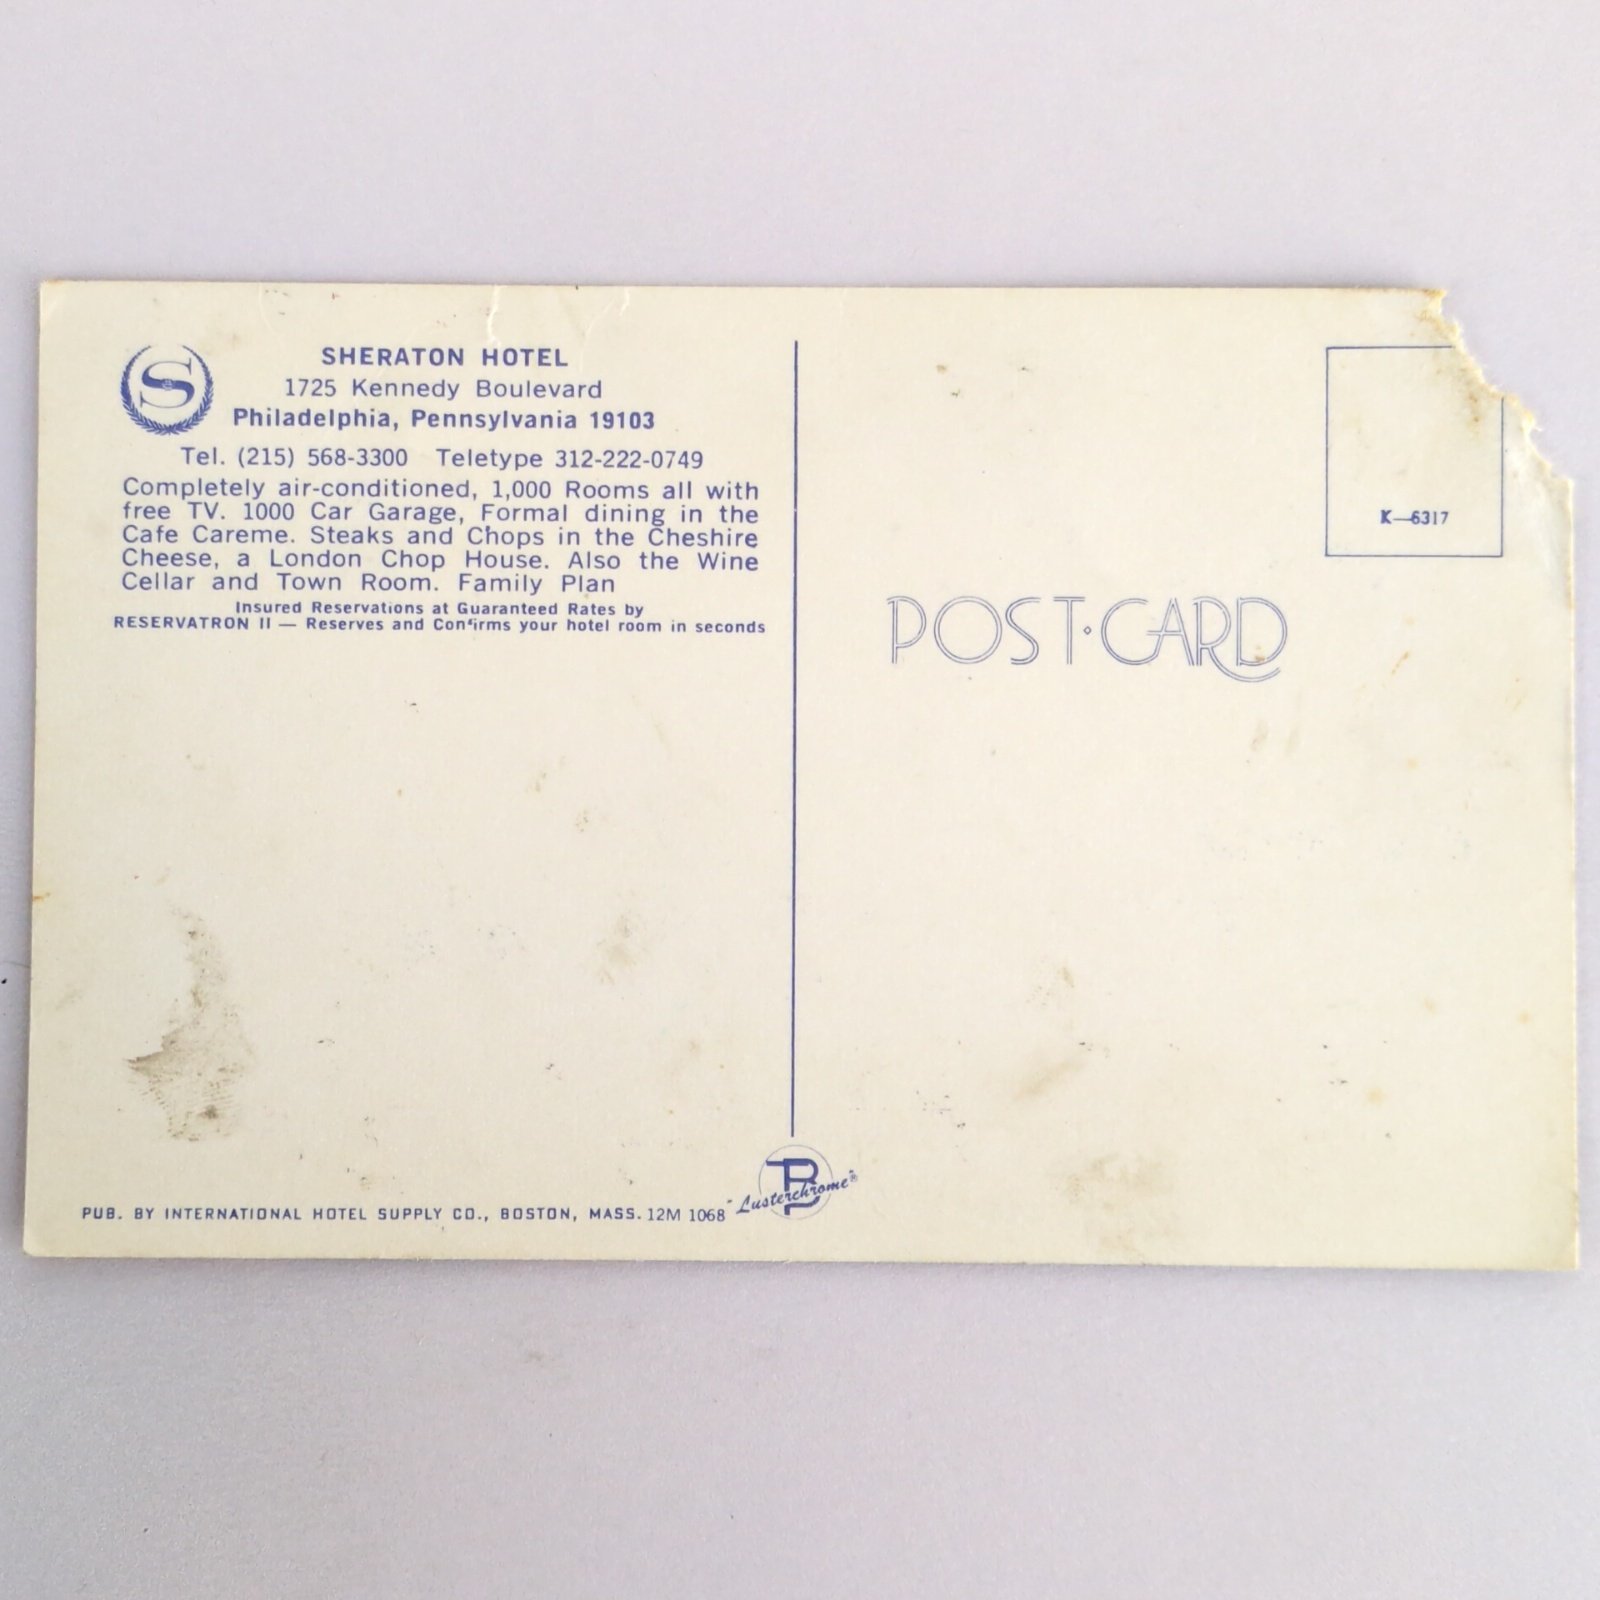 S
SHERATON HOTEL
1725 Kennedy Boulevard
Philadelphia, Pennsylvania 19103
Tel. (215) 568-3300 Teletype 312-222-0749
Completely air-conditioned, 1,000 Rooms all with
free TV. 1000 Car Garage, Formal dining in the
Cafe Careme. Steaks and Chops in the Cheshire
Cheese, a London Chop House. Also the Wine
Cellar and Town Room. Family Plan
Insured Reservations at Guaranteed Rates by
RESERVATRON II — Reserves and Confirms your hotel room in seconds
PUB. BY INTERNATIONAL HOTEL SUPPLY CO., BOSTON, MASS. 12M 1068
"Lusterchrome"®
K—6317
POST·CARD